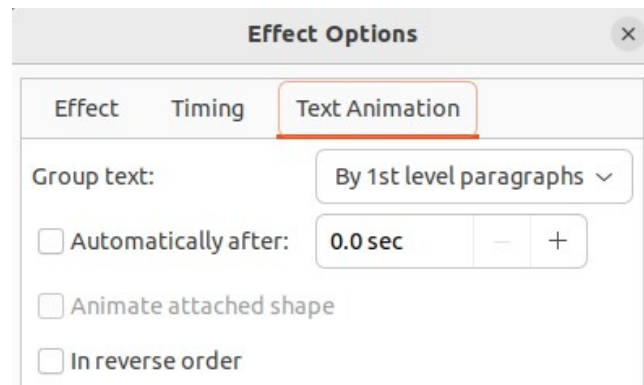 Effect Options
Effect Timing Text Animation
Group text: By 1st level paragraphs
Automatically after: 0.0 sec
Animate attached shape
In reverse order